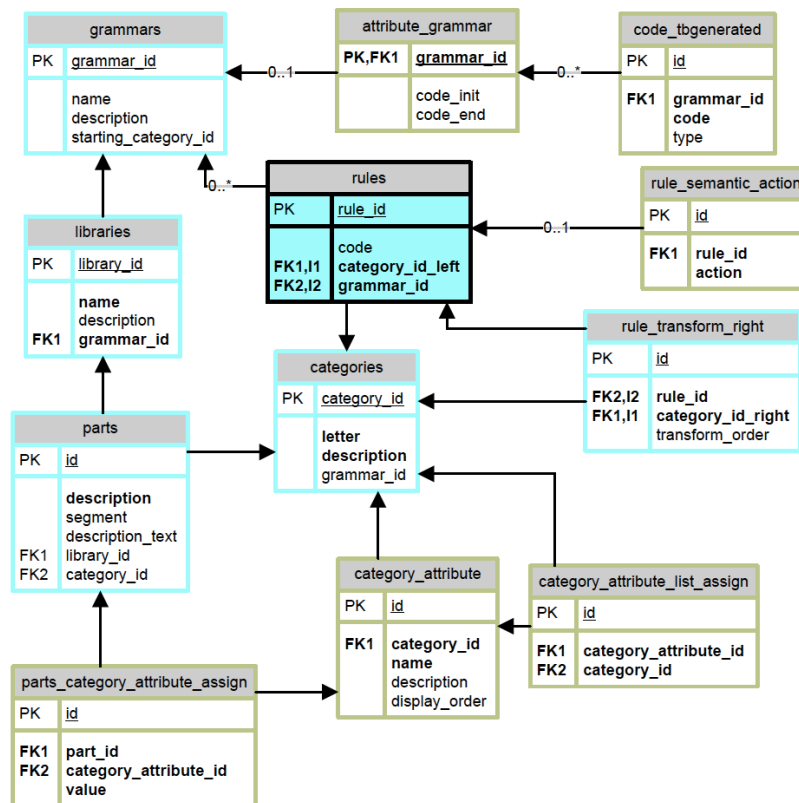 grammars
PK grammar_id
name
description
starting_category_id
attribute_grammar
PK,FK1 grammar_id
code_init
code_end
code_tbgenerated
PK id
FK1 grammar_id
code
type
0..1
0..*
0..*
rules
PK rule_id
code
FK1,I1 category_id_left
FK2,I2 grammar_id
rule_semantic_action
PK id
FK1 rule_id
action
0..1
libraries
PK library_id
name
description
FK1 grammar_id
rule_transform_right
PK id
FK2,I2 rule_id
FK1,I1 category_id_right
transform_order
categories
PK category_id
letter
description
grammar_id
parts
PK id
description
segment
description_text
FK1 library_id
FK2 category_id
category_attribute
PK id
FK1 category_id
name
description
display_order
category_attribute_list_assign
PK id
FK1 category_attribute_id
FK2 category_id
parts_category_attribute_assign
PK id
FK1 part_id
FK2 category_attribute_id
value